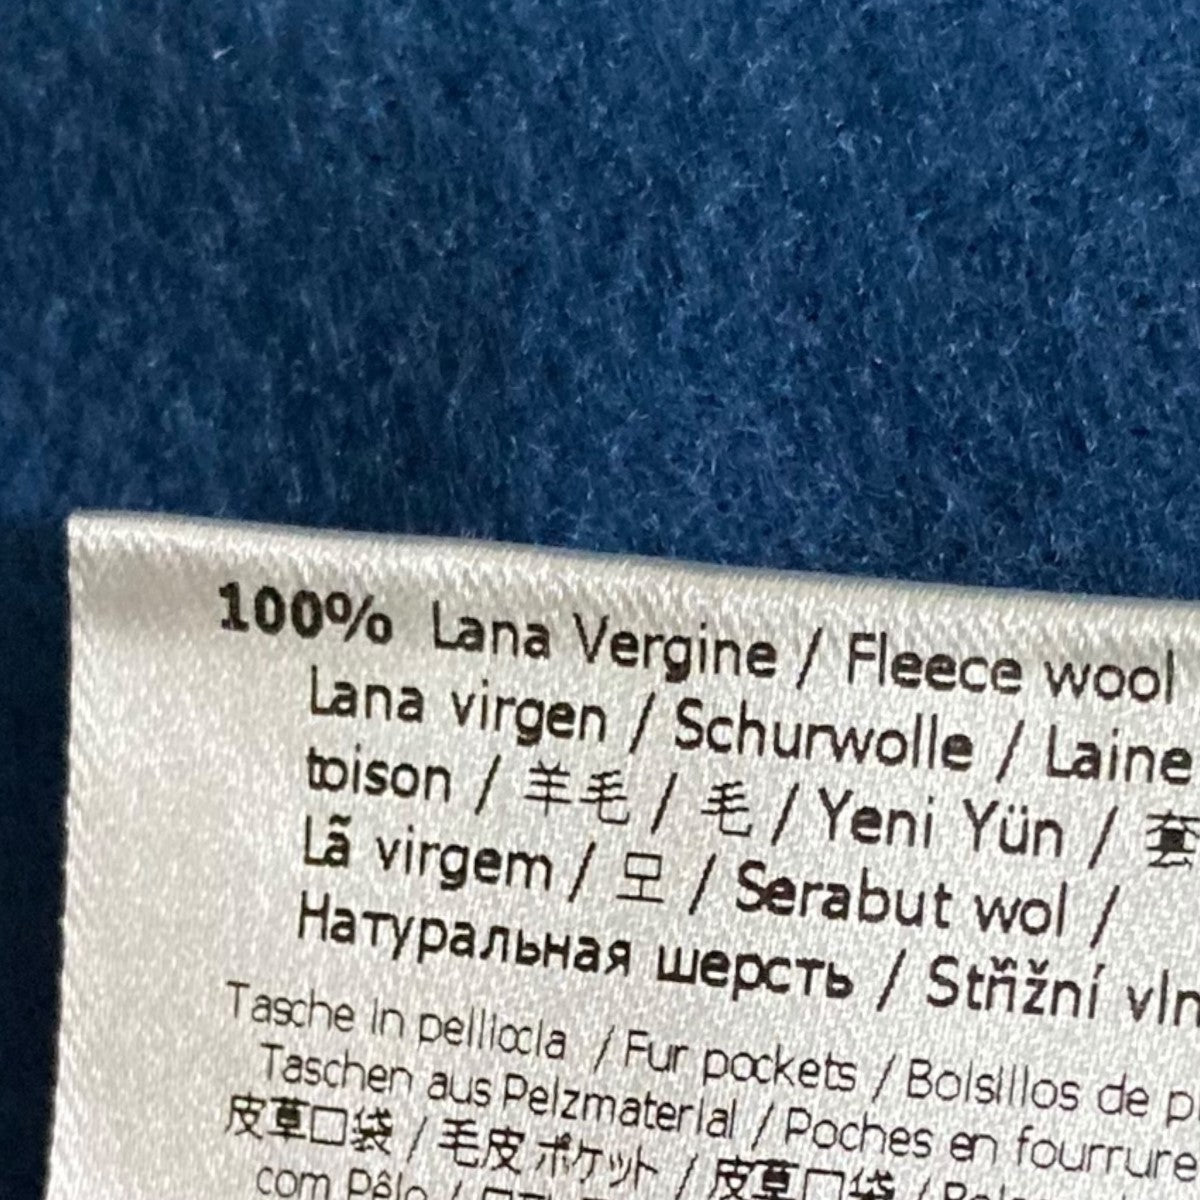 100% Lana Vergine / Fleece wool
Lana virgen / Schurwolle / Laine
toison / 羊毛 / 毛 / Yeni Yün / 套
Lã virgem / 모 / Serabut wol /
Натуральная шерсть / Střižní vln
Tasche in pelliccia / Fur pockets / Bolsillos de p
Taschen aus Pelzmaterial / Poches en fourrure
皮草口袋 / 毛皮ポケット / 皮草口袋 /
com Pêlo /